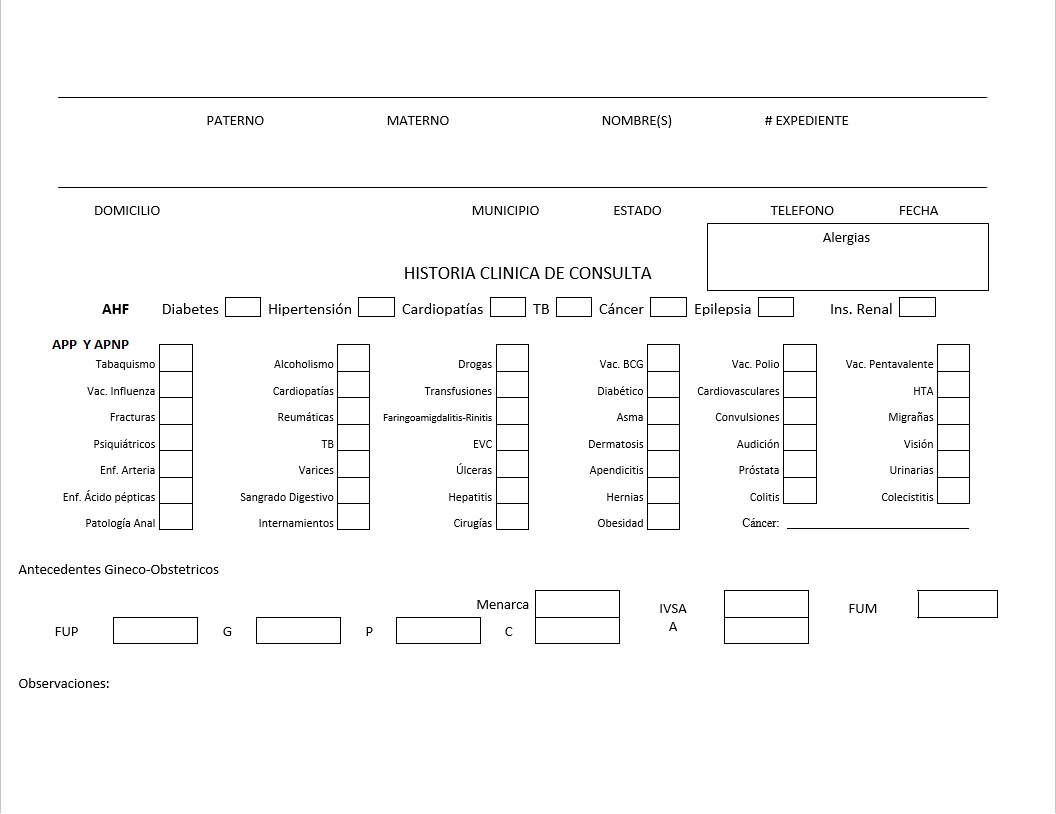 PATERNO MATERNO NOMBRE(S) # EXPEDIENTE
DOMICILIO MUNICIPIO ESTADO TELEFONO FECHA
Alergias
HISTORIA CLINICA DE CONSULTA
AHF Diabetes Hipertensión Cardiopatías TB Cáncer Epilepsia Ins. Renal
APP Y APNP
Tabaquismo Alcoholismo Drogas Vac. BCG Vac. Polio Vac. Pentavalente
Vac. Influenza Cardiopatías Transfusiones Diabético Cardiovasculares HTA
Fracturas Reumáticas Faringoamigdalitis-Rinitis Asma Convulsiones Migrañas
Psiquiátricos TB EVC Dermatosis Audición Visión
Enf. Arteria Varices Úlceras Apendicitis Próstata Urinarias
Enf. Ácido pépticas Sangrado Digestivo Hepatitis Hernias Colitis Colecistitis
Patología Anal Internamientos Cirugías Obesidad Cáncer:
Antecedentes Gineco-Obstetricos
Menarca IVSA FUM
FUP G P C A
Observaciones: